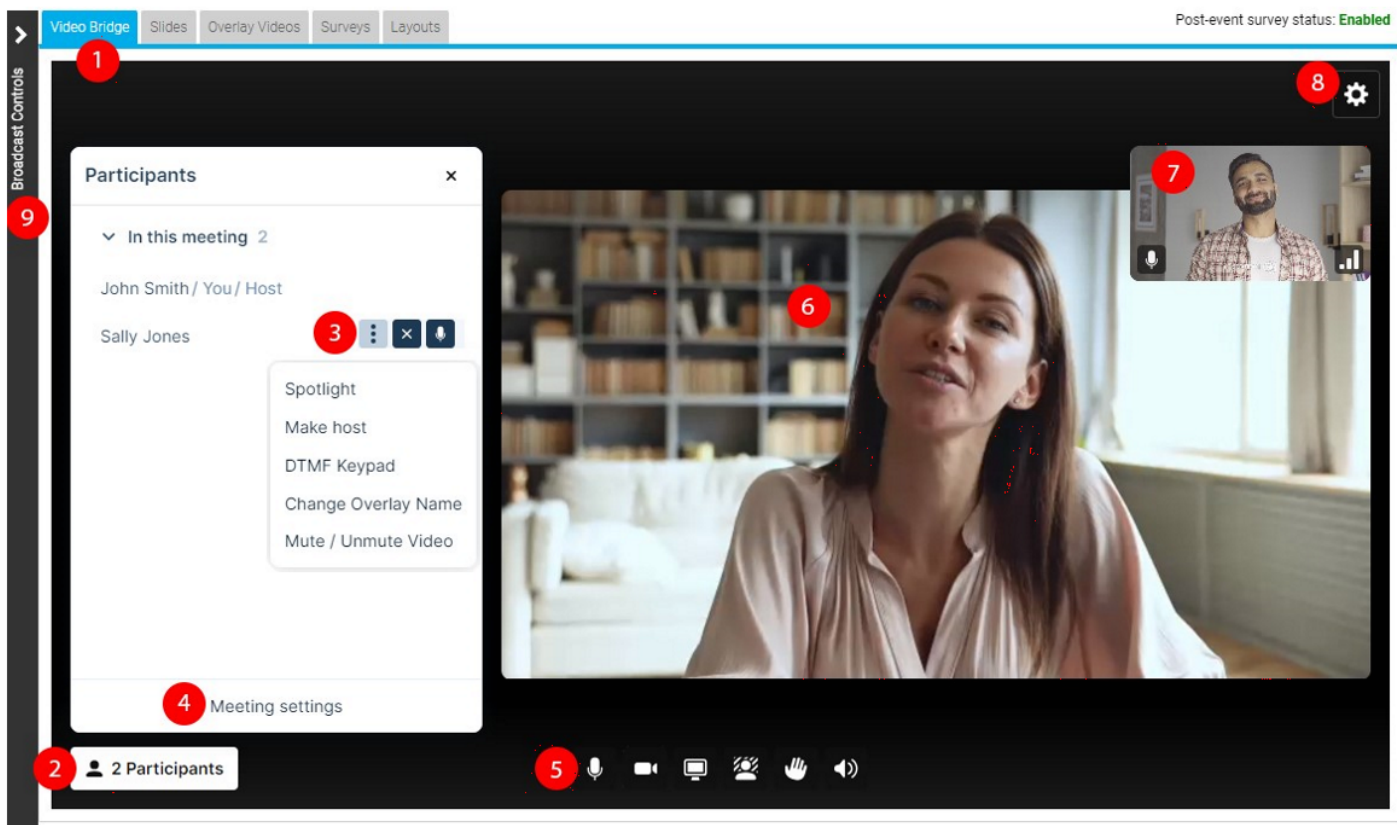 Video Bridge Slides Overlay Videos Surveys Layouts
Post-event survey status: Enabled
1
8
Broadcast Controls
9
Participants ×
In this meeting 2
John Smith / You / Host
Sally Jones
3
Spotlight
Make host
DTMF Keypad
Change Overlay Name
Mute / Unmute Video
4
Meeting settings
2
2 Participants
5
6
7